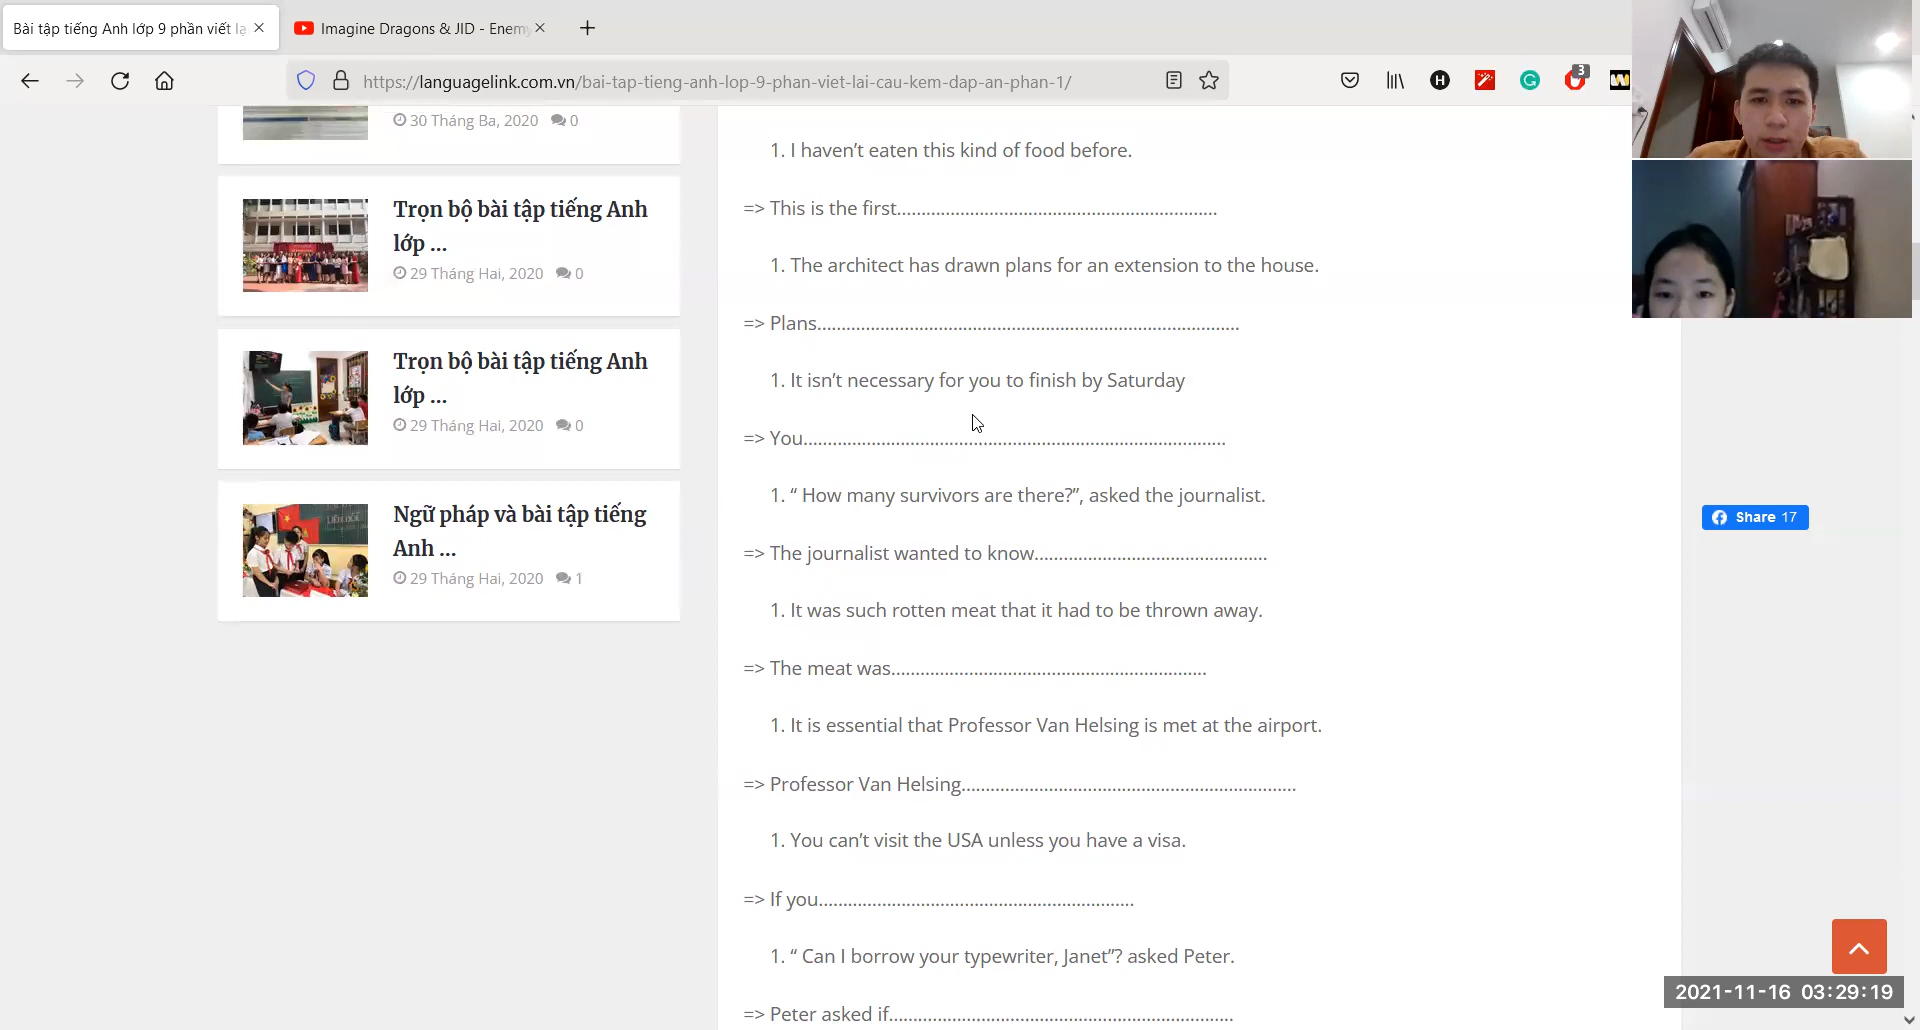 Bài tập tiếng Anh lớp 9 phần viết lạ
Imagine Dragons & JID - Enemy
https://languagelink.com.vn/bai-tap-tieng-anh-lop-9-phan-viet-lai-cau-kem-dap-an-phan-1/
3
30 Tháng Ba, 2020 0
Trọn bộ bài tập tiếng Anh
lớp ...
29 Tháng Hai, 2020 0
Trọn bộ bài tập tiếng Anh
lớp ...
29 Tháng Hai, 2020 0
Ngữ pháp và bài tập tiếng
Anh ...
29 Tháng Hai, 2020 1
1. I haven’t eaten this kind of food before.
=> This is the first..................................................................
1. The architect has drawn plans for an extension to the house.
=> Plans.......................................................................................
1. It isn’t necessary for you to finish by Saturday
=> You.......................................................................................
1. “ How many survivors are there?”, asked the journalist.
=> The journalist wanted to know................................................
1. It was such rotten meat that it had to be thrown away.
=> The meat was.................................................................
1. It is essential that Professor Van Helsing is met at the airport.
=> Professor Van Helsing.....................................................................
1. You can’t visit the USA unless you have a visa.
=> If you.................................................................
1. “ Can I borrow your typewriter, Janet”? asked Peter.
=> Peter asked if.......................................................................
Share 17
2021-11-16 03:29:19